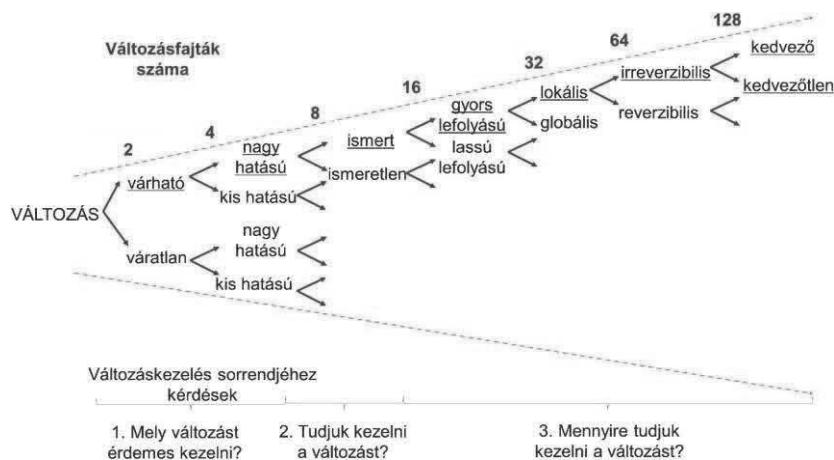 Változásfajták
száma
2
4
8
16
32
64
128
VÁLTOZÁS
várható
váratlan
nagy
hatású
kis hatású
nagy
hatású
kis hatású
ismert
ismeretlen
gyors
lefolyású
lassú
lefolyású
lokális
globális
irreverzibilis
reverzibilis
kedvező
kedvezőtlen
Változáskezelés sorrendjéhez
kérdések
1. Mely változást
érdemes kezelni?
2. Tudjuk kezelni
a változást?
3. Mennyire tudjuk
kezelni a változást?